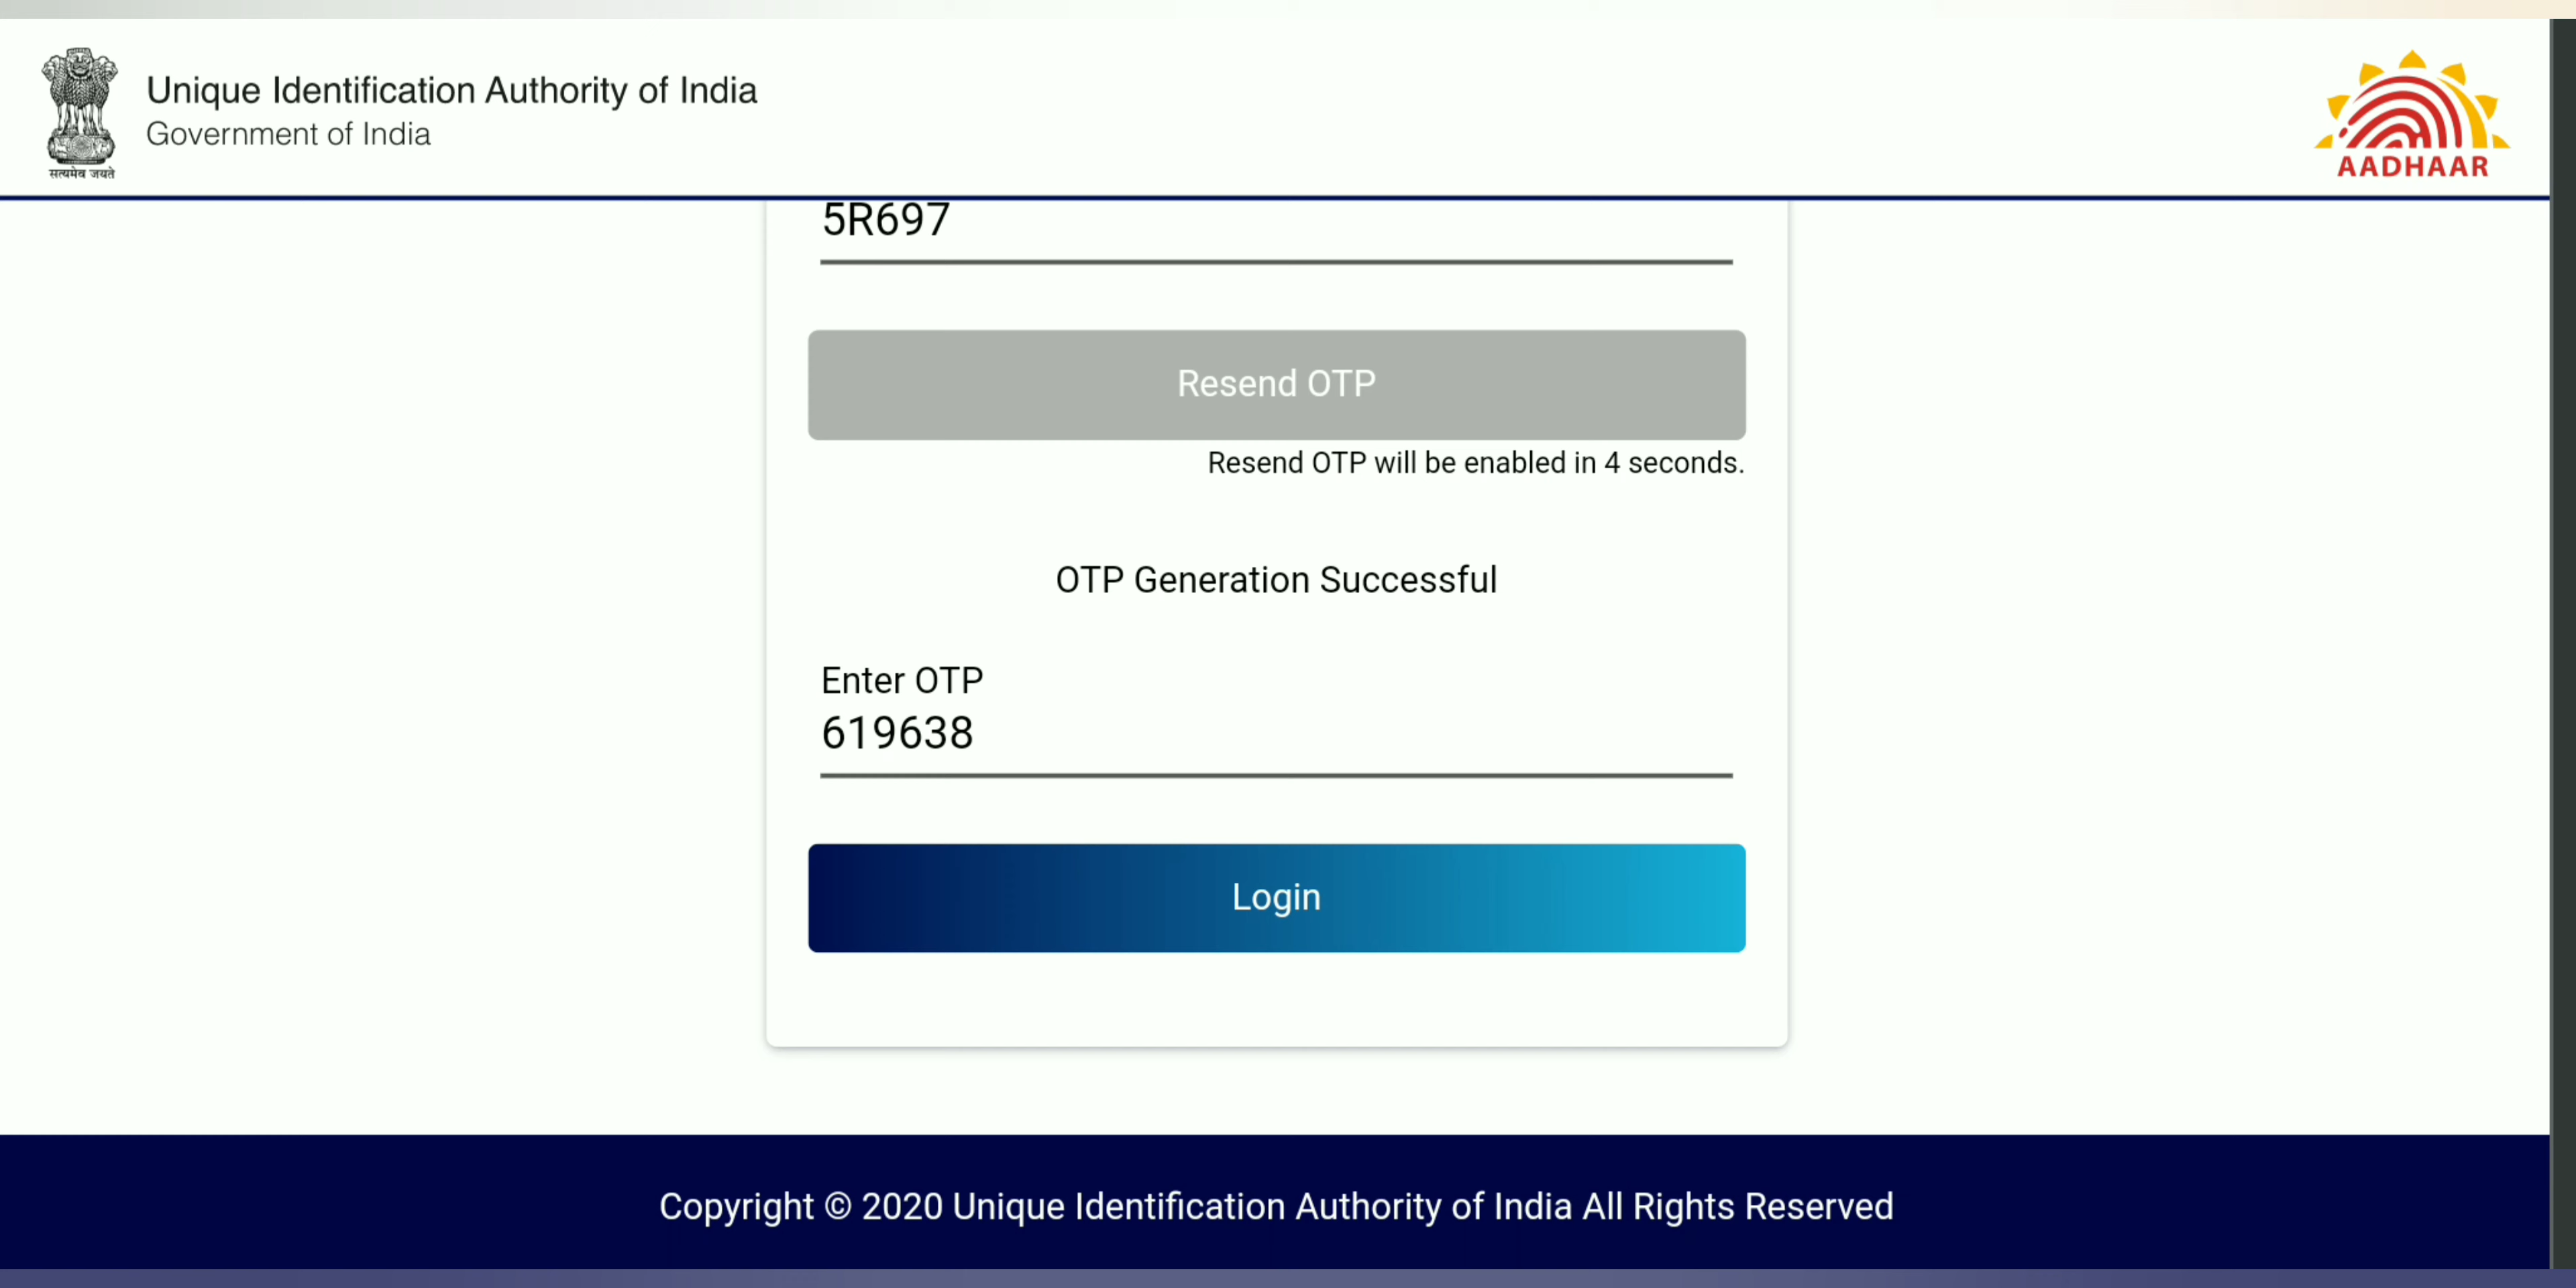 Unique Identification Authority of India
Government of India
सत्यमेव जयते
AADHAAR
5R697
Resend OTP
Resend OTP will be enabled in 4 seconds.
OTP Generation Successful
Enter OTP
619638
Login
Copyright © 2020 Unique Identification Authority of India All Rights Reserved